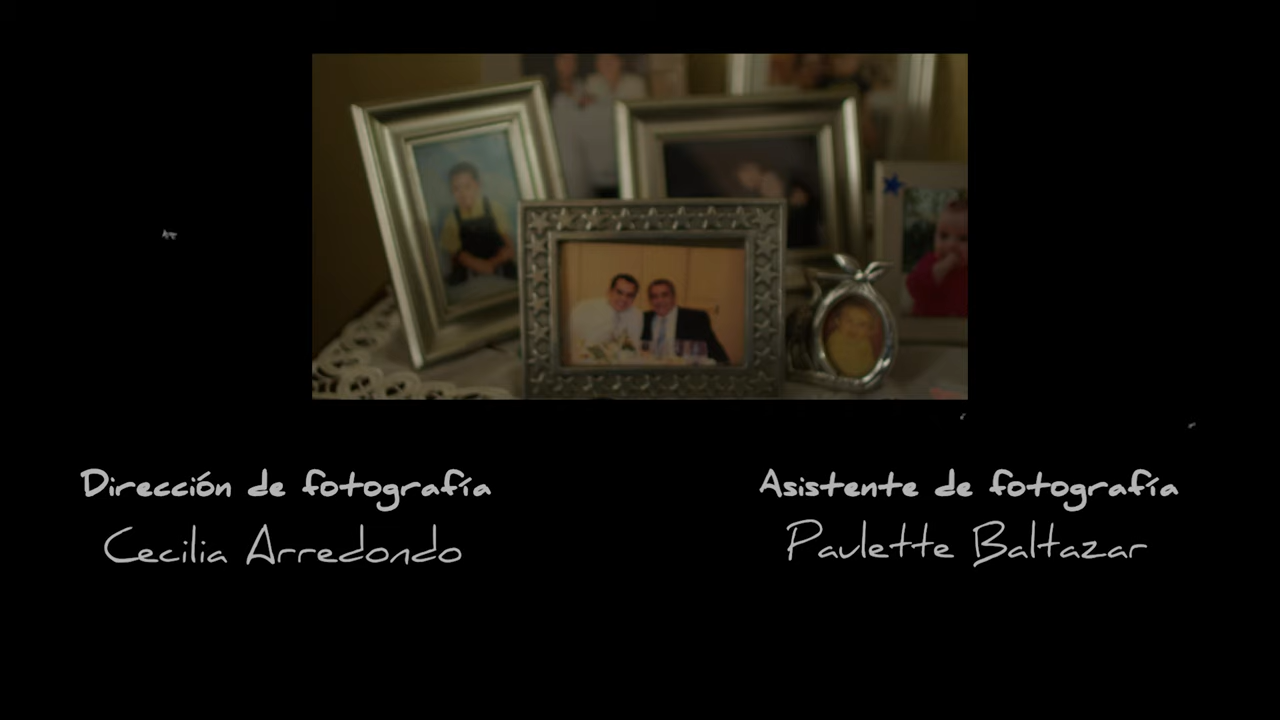 Dirección de fotografía
Cecilia Arredondo
Asistente de fotografía
Paulette Baltazar